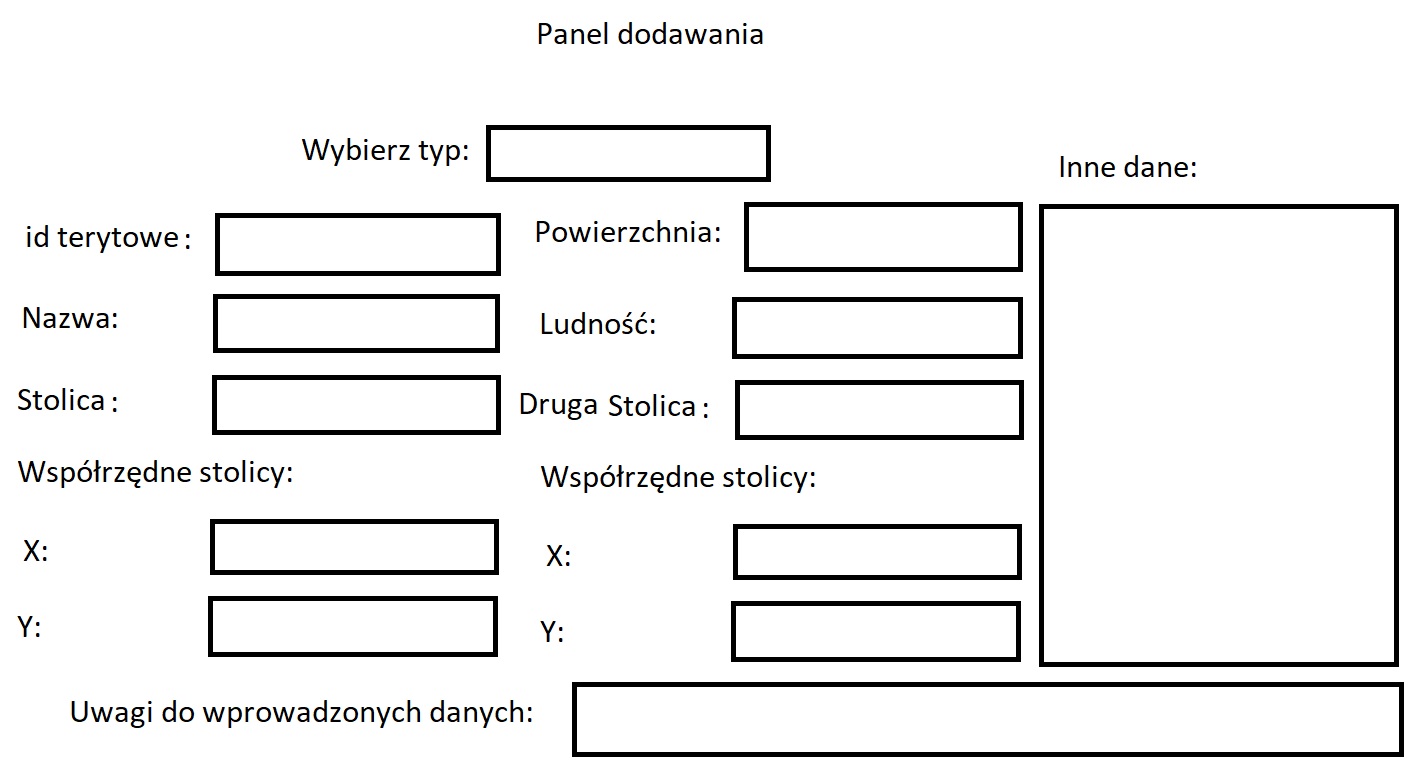 Panel dodawania
Wybierz typ:
Inne dane:
id terytowe :
Powierzchnia:
Nazwa:
Ludność:
Stolica :
Druga Stolica :
Współrzędne stolicy:
Współrzędne stolicy:
X:
X:
Y:
Y:
Uwagi do wprowadzonych danych: